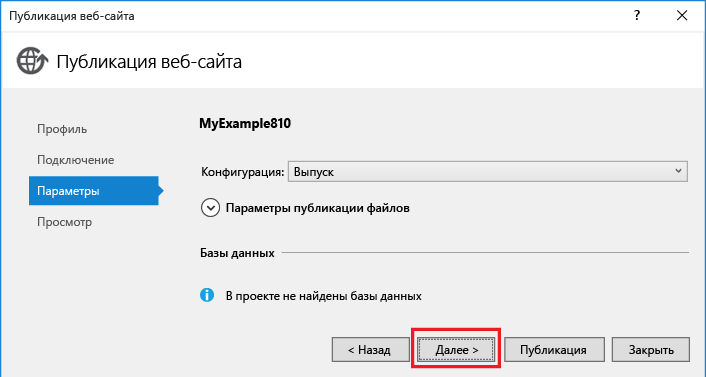 Публикация веб-сайта
?
Публикация веб-сайта
Профиль
Подключение
Параметры
Просмотр
MyExample810
Конфигурация: Выпуск
Параметры публикации файлов
Базы данных
В проекте не найдены базы данных
< Назад Далее > Публикация Закрыть